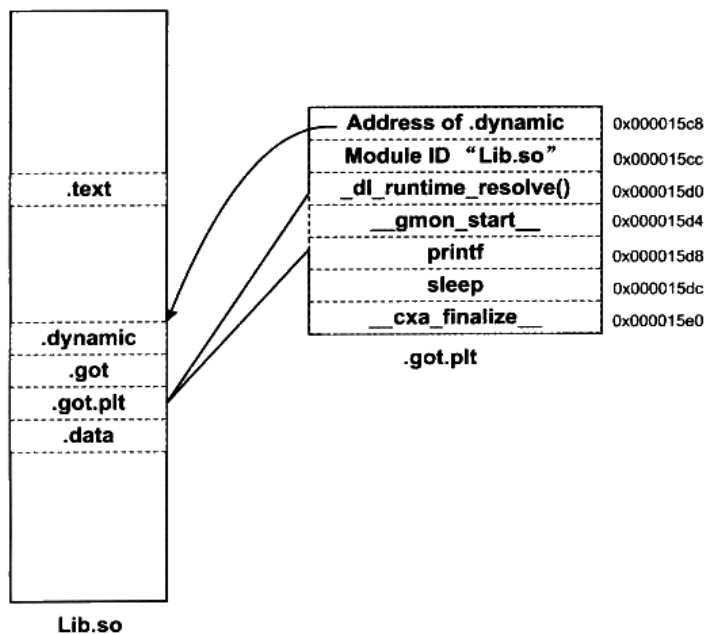 .text
.dynamic
.got
.got.plt
.data
Lib.so
Address of .dynamic 0x000015c8
Module ID “Lib.so” 0x000015cc
_dl_runtime_resolve() 0x000015d0
__gmon_start__ 0x000015d4
printf 0x000015d8
sleep 0x000015dc
__cxa_finalize__ 0x000015e0
.got.plt